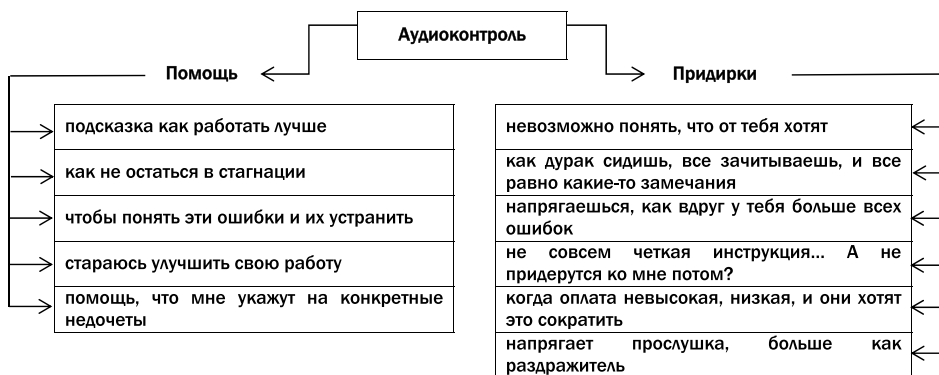 Аудиоконтроль
Помощь
Придирки
подсказка как работать лучше
как не остаться в стагнации
чтобы понять эти ошибки и их устранить
стараюсь улучшить свою работу
помощь, что мне укажут на конкретные
недочеты
невозможно понять, что от тебя хотят
как дурак сидишь, все зачитываешь, и все
равно какие-то замечания
напрягаешься, как вдруг у тебя больше всех
ошибок
не совсем четкая инструкция... А не
придерутся ко мне потом?
когда оплата невысокая, низкая, и они хотят
это сократить
напрягает прослушка, больше как
раздражитель